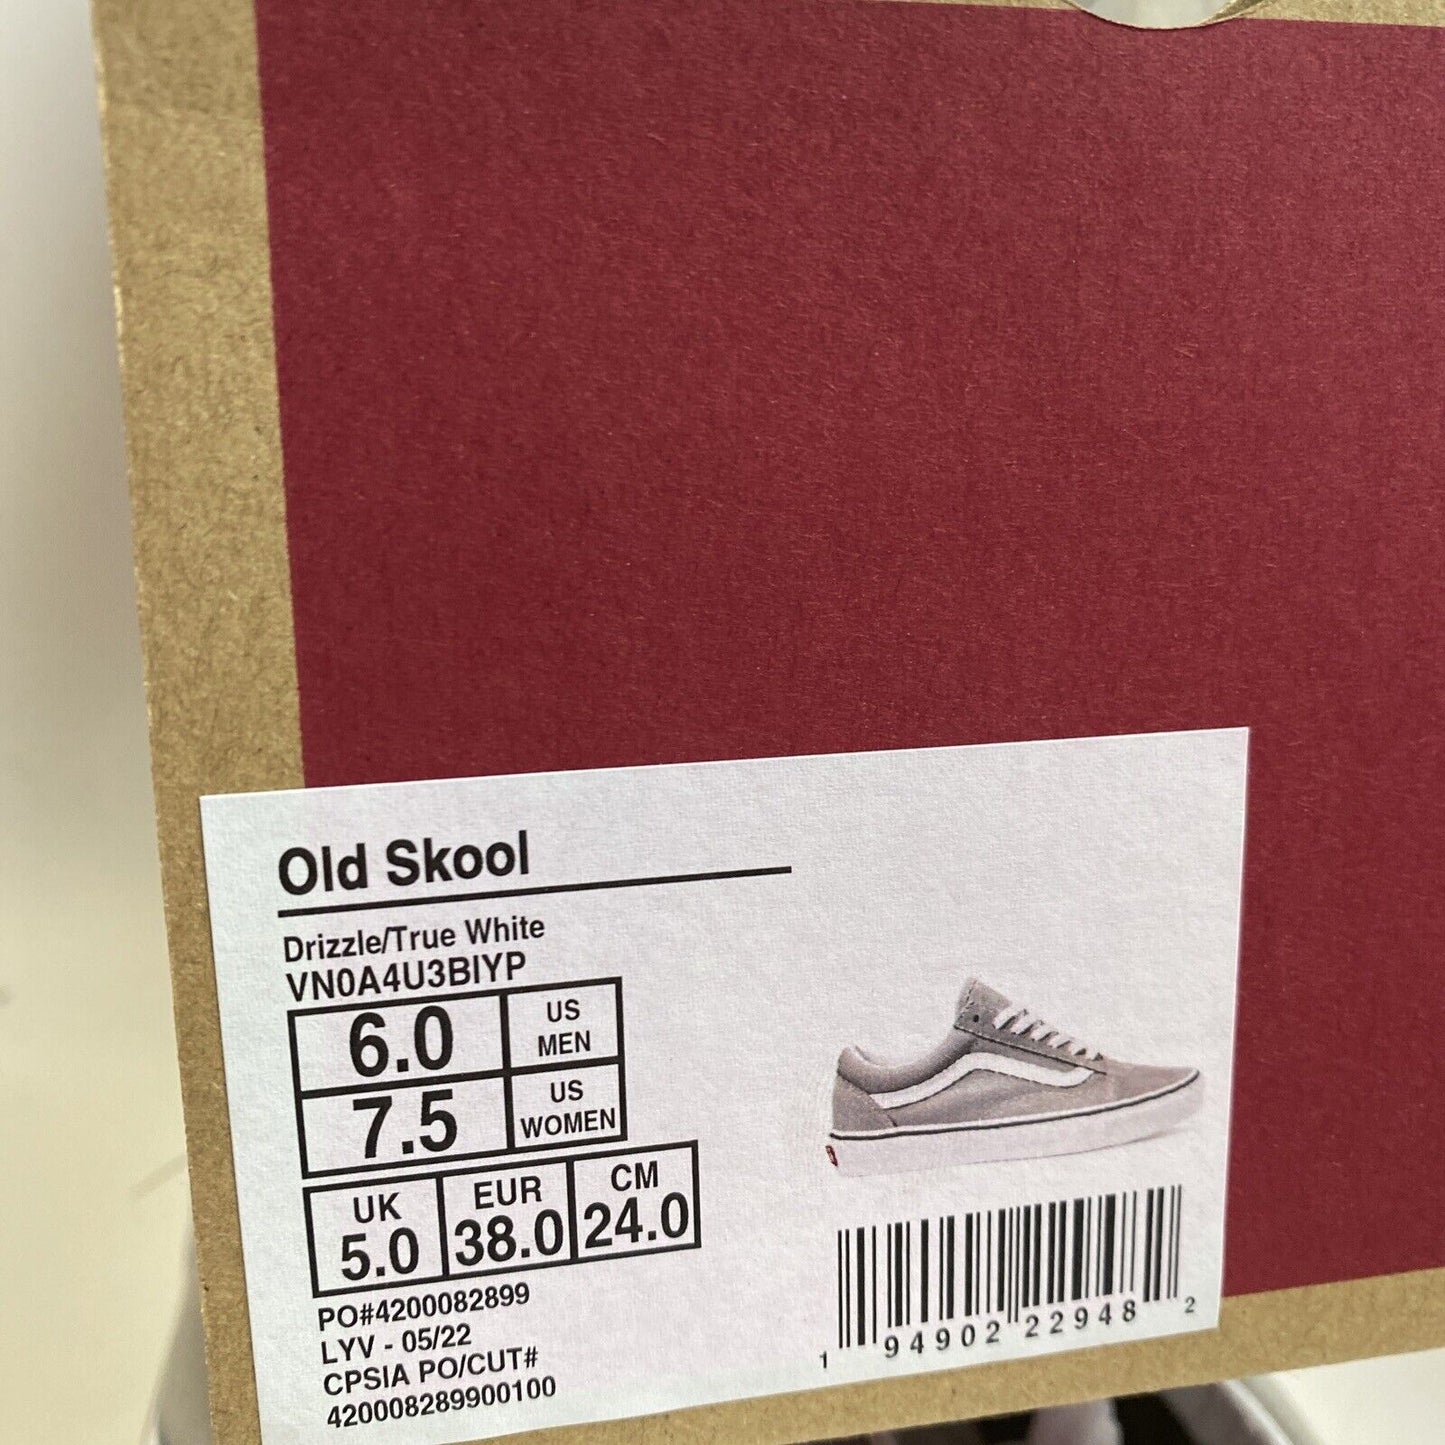 Old Skool
Drizzle/True White
VN0A4U3BIYP
6.0 US MEN
7.5 US WOMEN
UK EUR CM
5.0 38.0 24.0
PO#4200082899
LYV - 05/22
CPSIA PO/CUT#
420008289900100
1 94902 22948 2